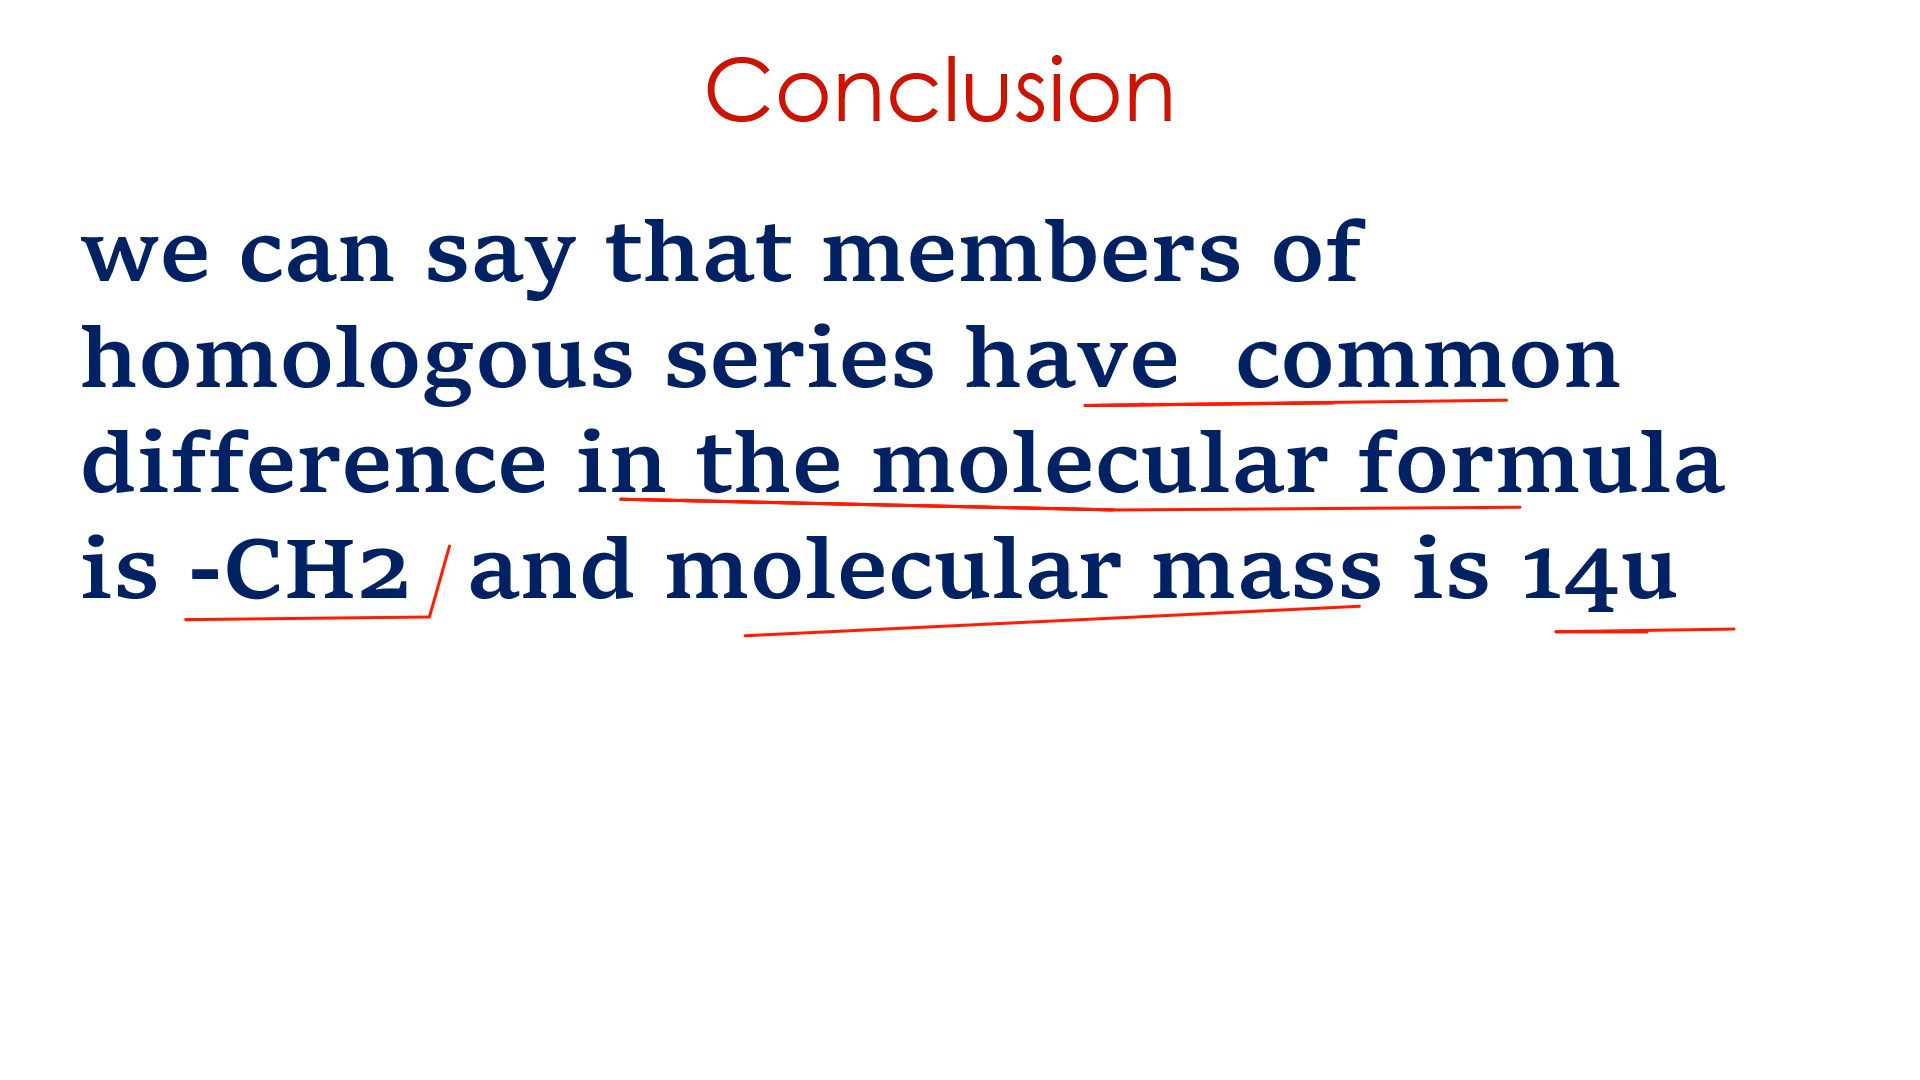 Conclusion
we can say that members of
homologous series have common
difference in the molecular formula
is -CH2 and molecular mass is 14u